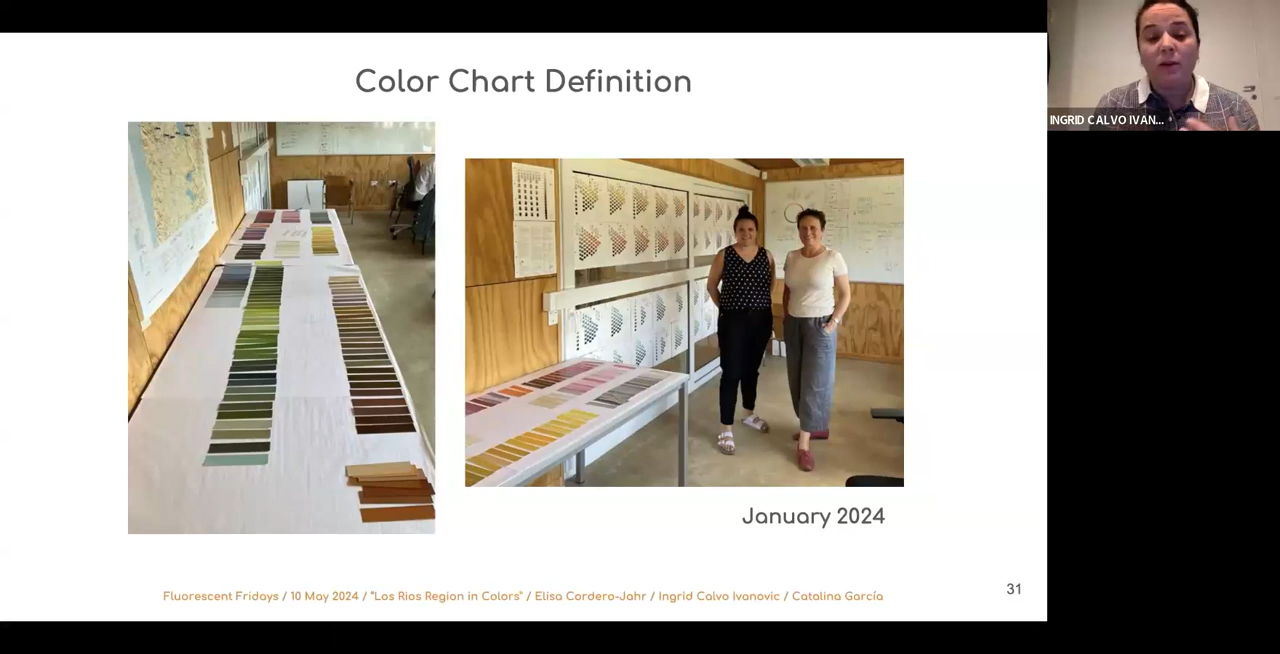 Color Chart Definition
INGRID CALVO IVAN...
January 2024
Fluorescent Fridays / 10 May 2024 / “Los Rios Region in Colors” / Elisa Cordero-Jahr / Ingrid Calvo Ivanovic / Catalina García
31